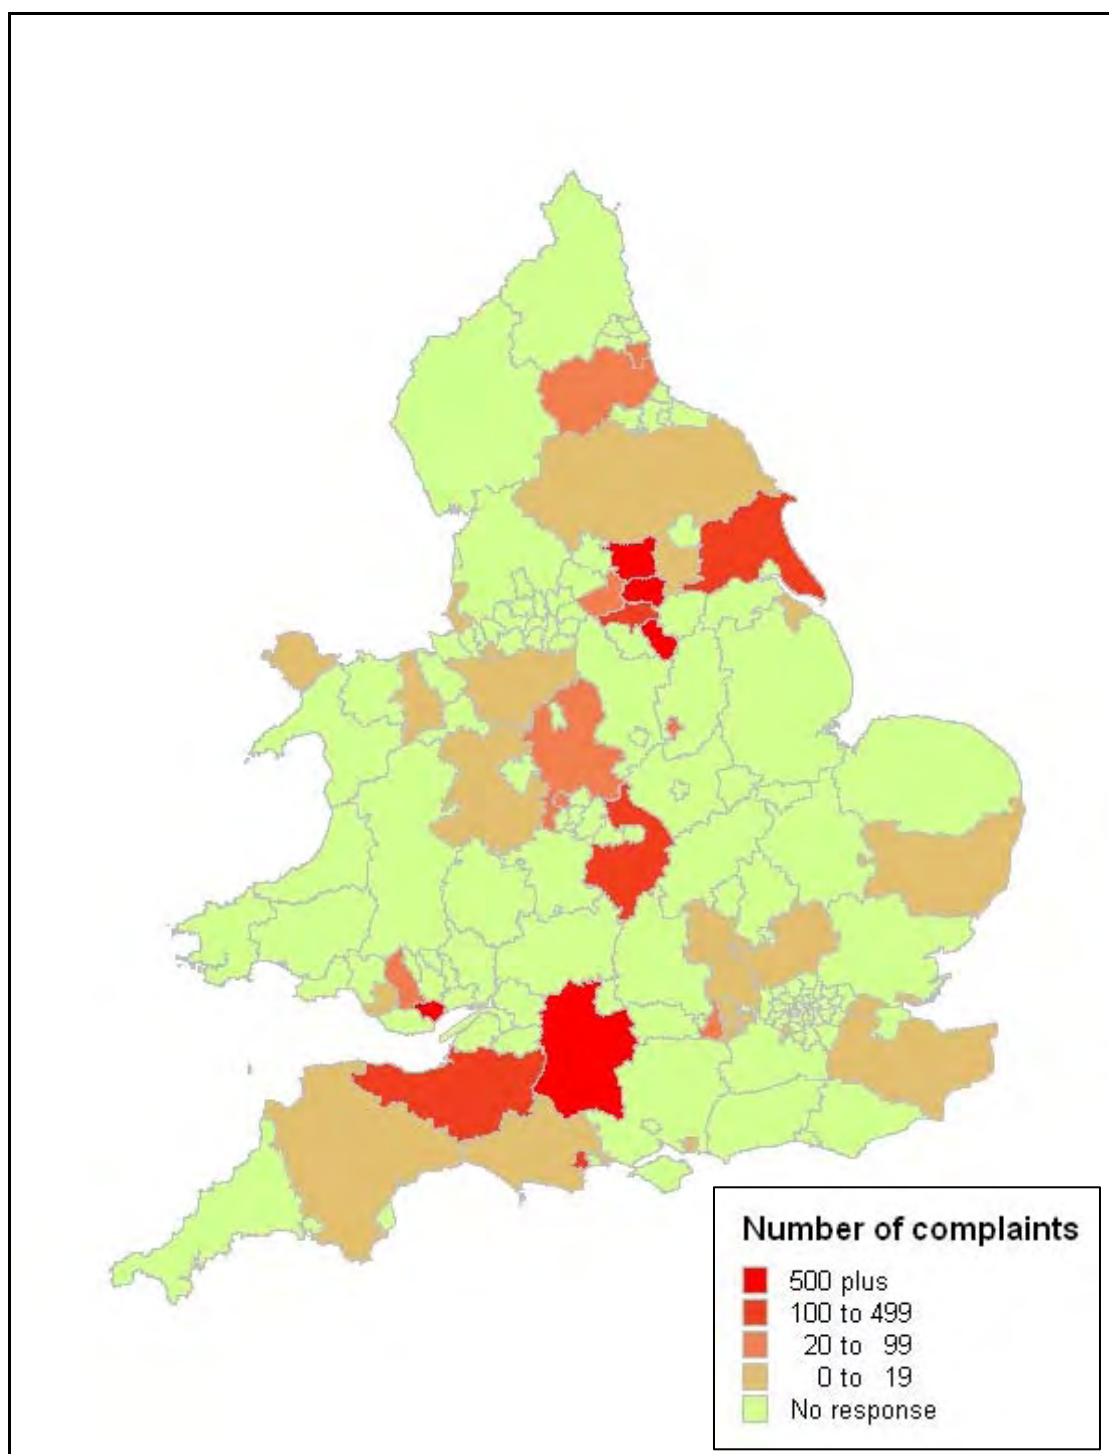 Number of complaints
500 plus
100 to 499
20 to 99
0 to 19
No response